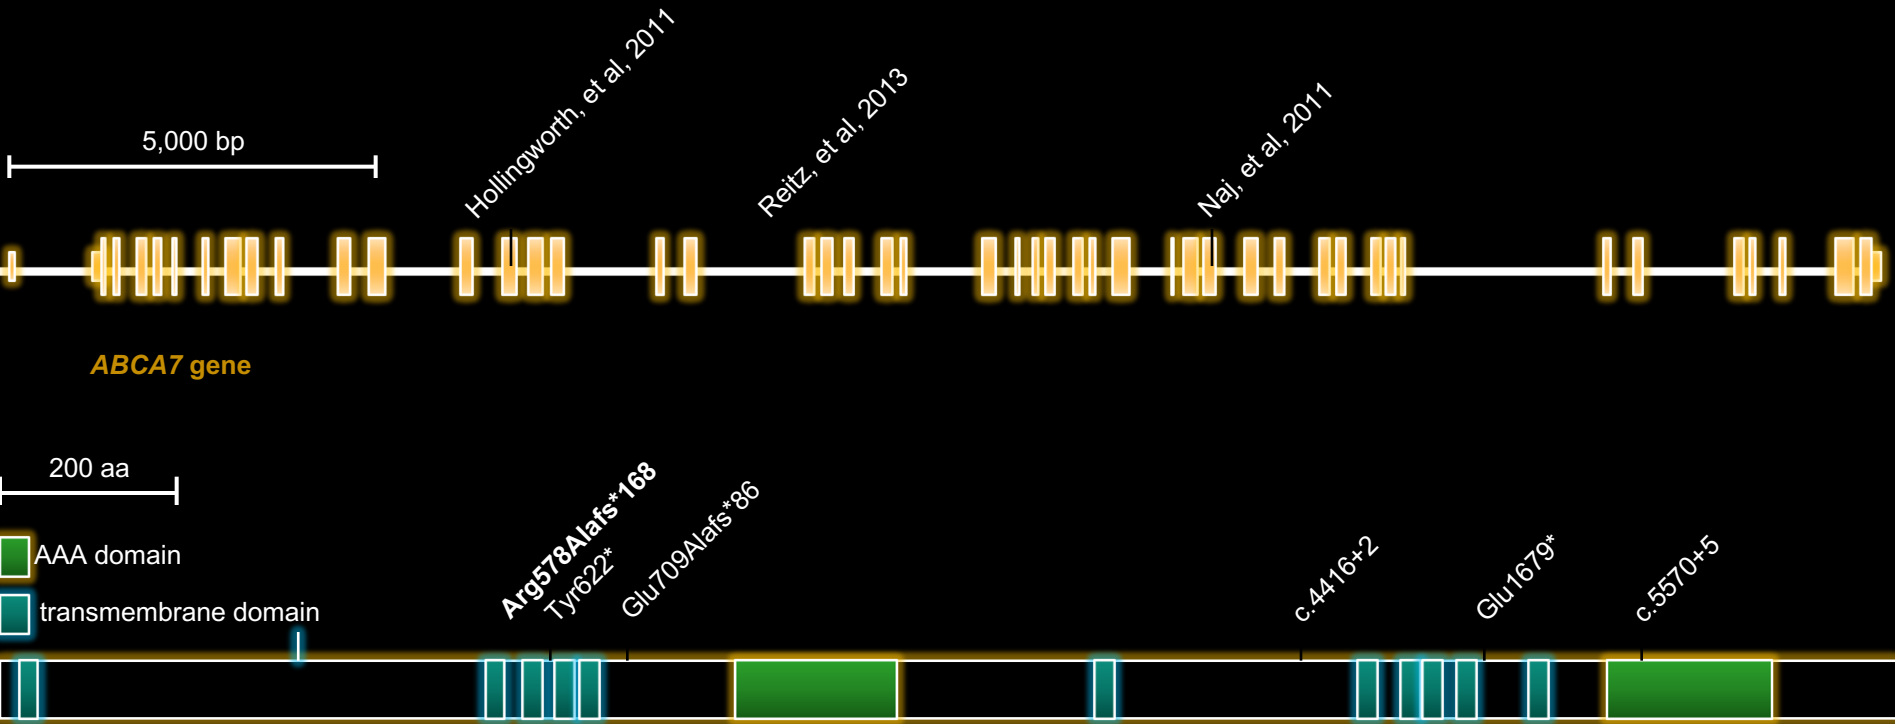 Hollingworth, et al, 2011
Reitz, et al, 2013
Naj, et al, 2011
5,000 bp
ABCA7 gene
200 aa
AAA domain
transmembrane domain
Arg578Alafs*168
Tyr622*
Glu709Alafs*86
c.4416+2
Glu1679*
c.5570+5